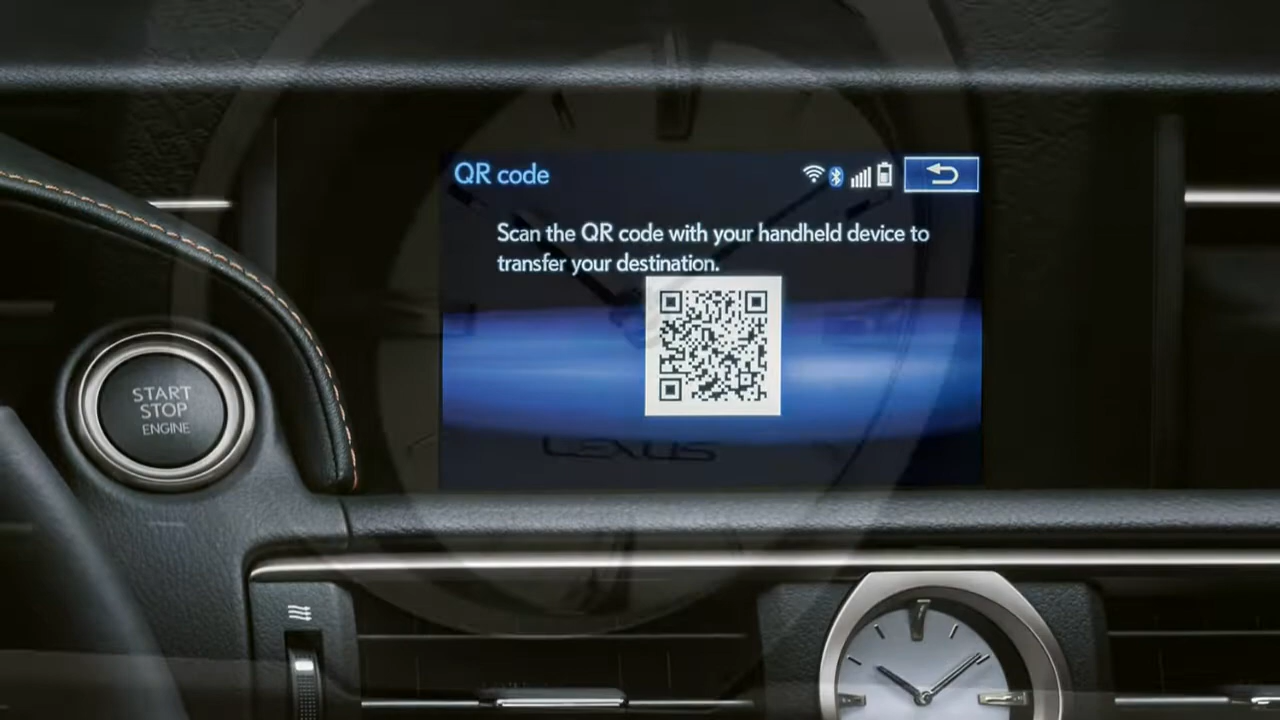 QR code
Scan the QR code with your handheld device to
transfer your destination.
START
STOP
ENGINE
LEXUS